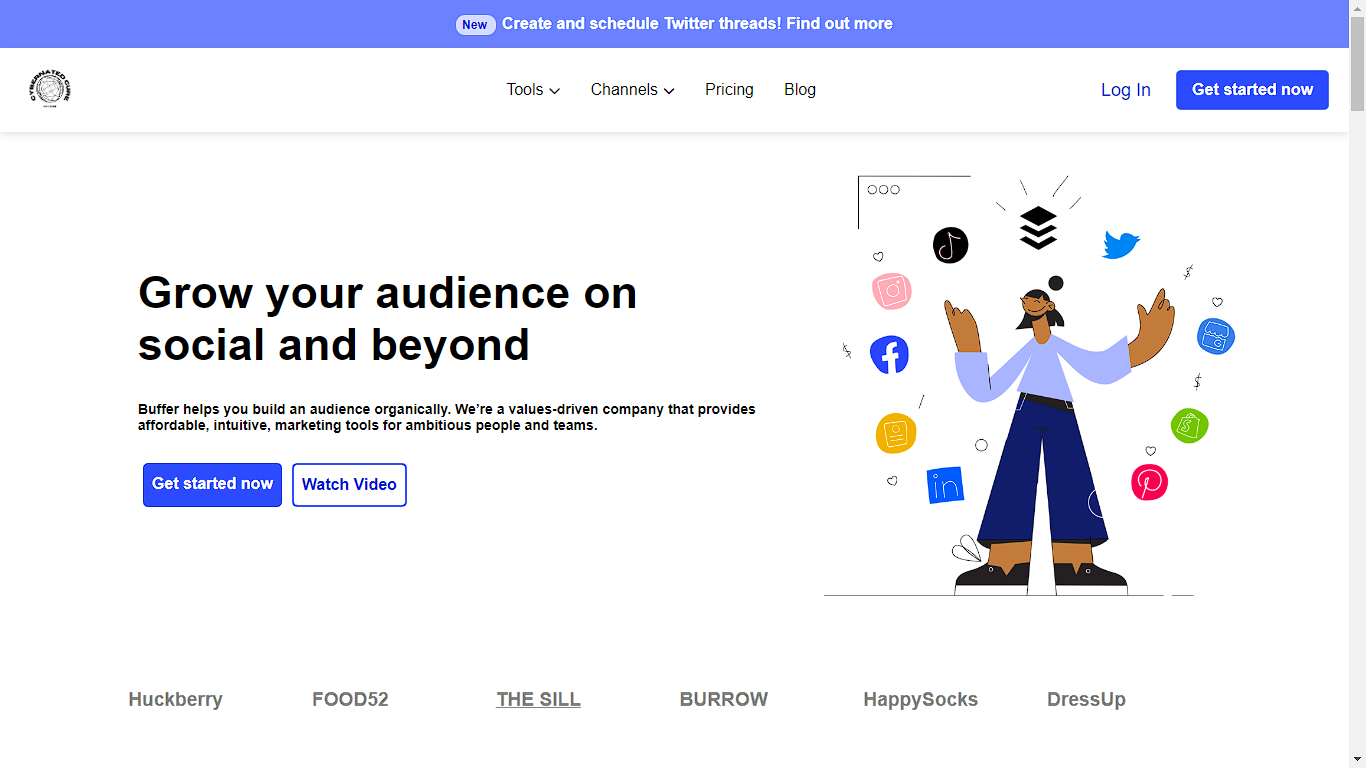 New Create and schedule Twitter threads! Find out more
CYBERNATED CUBE
Tools Channels Pricing Blog Log In Get started now
Grow your audience on
social and beyond
Buffer helps you build an audience organically. We’re a values-driven company that provides
affordable, intuitive, marketing tools for ambitious people and teams.
Get started now Watch Video
Huckberry FOOD52 THE SILL BURROW HappySocks DressUp